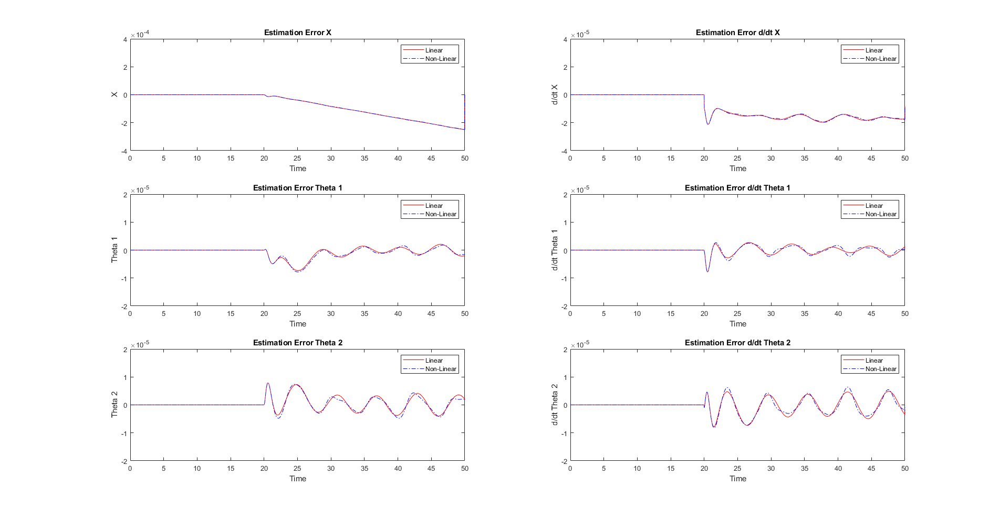 Estimation Error X
×10-4
4
2
0
-2
-4
X
0 5 10 15 20 25 30 35 40 45 50
Time
Linear
Non-Linear
Estimation Error d/dt X
×10-5
4
2
0
-2
-4
d/dt X
0 5 10 15 20 25 30 35 40 45 50
Time
Linear
Non-Linear
Estimation Error Theta 1
×10-5
2
1
0
-1
-2
Theta 1
0 5 10 15 20 25 30 35 40 45 50
Time
Linear
Non-Linear
Estimation Error d/dt Theta 1
×10-5
2
1
0
-1
-2
d/dt Theta 1
0 5 10 15 20 25 30 35 40 45 50
Time
Linear
Non-Linear
Estimation Error Theta 2
×10-5
2
1
0
-1
-2
Theta 2
0 5 10 15 20 25 30 35 40 45 50
Time
Linear
Non-Linear
Estimation Error d/dt Theta 2
×10-5
2
1
0
-1
-2
d/dt Theta 2
0 5 10 15 20 25 30 35 40 45 50
Time
Linear
Non-Linear